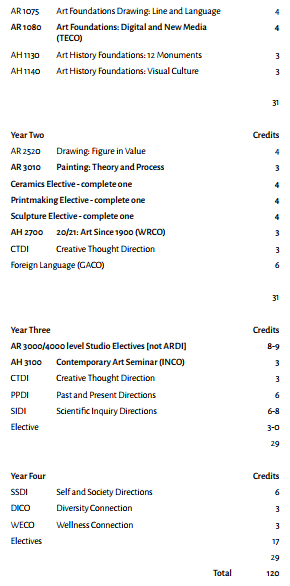 AR 1075 Art Foundations Drawing: Line and Language 4
AR 1080 Art Foundations: Digital and New Media 4
(TECO)
AH 1130 Art History Foundations: 12 Monuments 3
AH 1140 Art History Foundations: Visual Culture 3
31
Year Two Credits
AR 2520 Drawing: Figure in Value 4
AR 3010 Painting: Theory and Process 3
Ceramics Elective - complete one 4
Printmaking Elective - complete one 4
Sculpture Elective - complete one 4
AH 2700 20/21: Art Since 1900 (WRCO) 3
CTDI Creative Thought Direction 3
Foreign Language (GACO) 6
31
Year Three Credits
AR 3000/4000 level Studio Electives [not ARDI] 8-9
AH 3100 Contemporary Art Seminar (INCO) 3
CTDI Creative Thought Direction 3
PPDI Past and Present Directions 6
SIDI Scientific Inquiry Directions 6-8
Elective 3-0
29
Year Four Credits
SSDI Self and Society Directions 6
DICO Diversity Connection 3
WECO Wellness Connection 3
Electives 17
29
Total 120